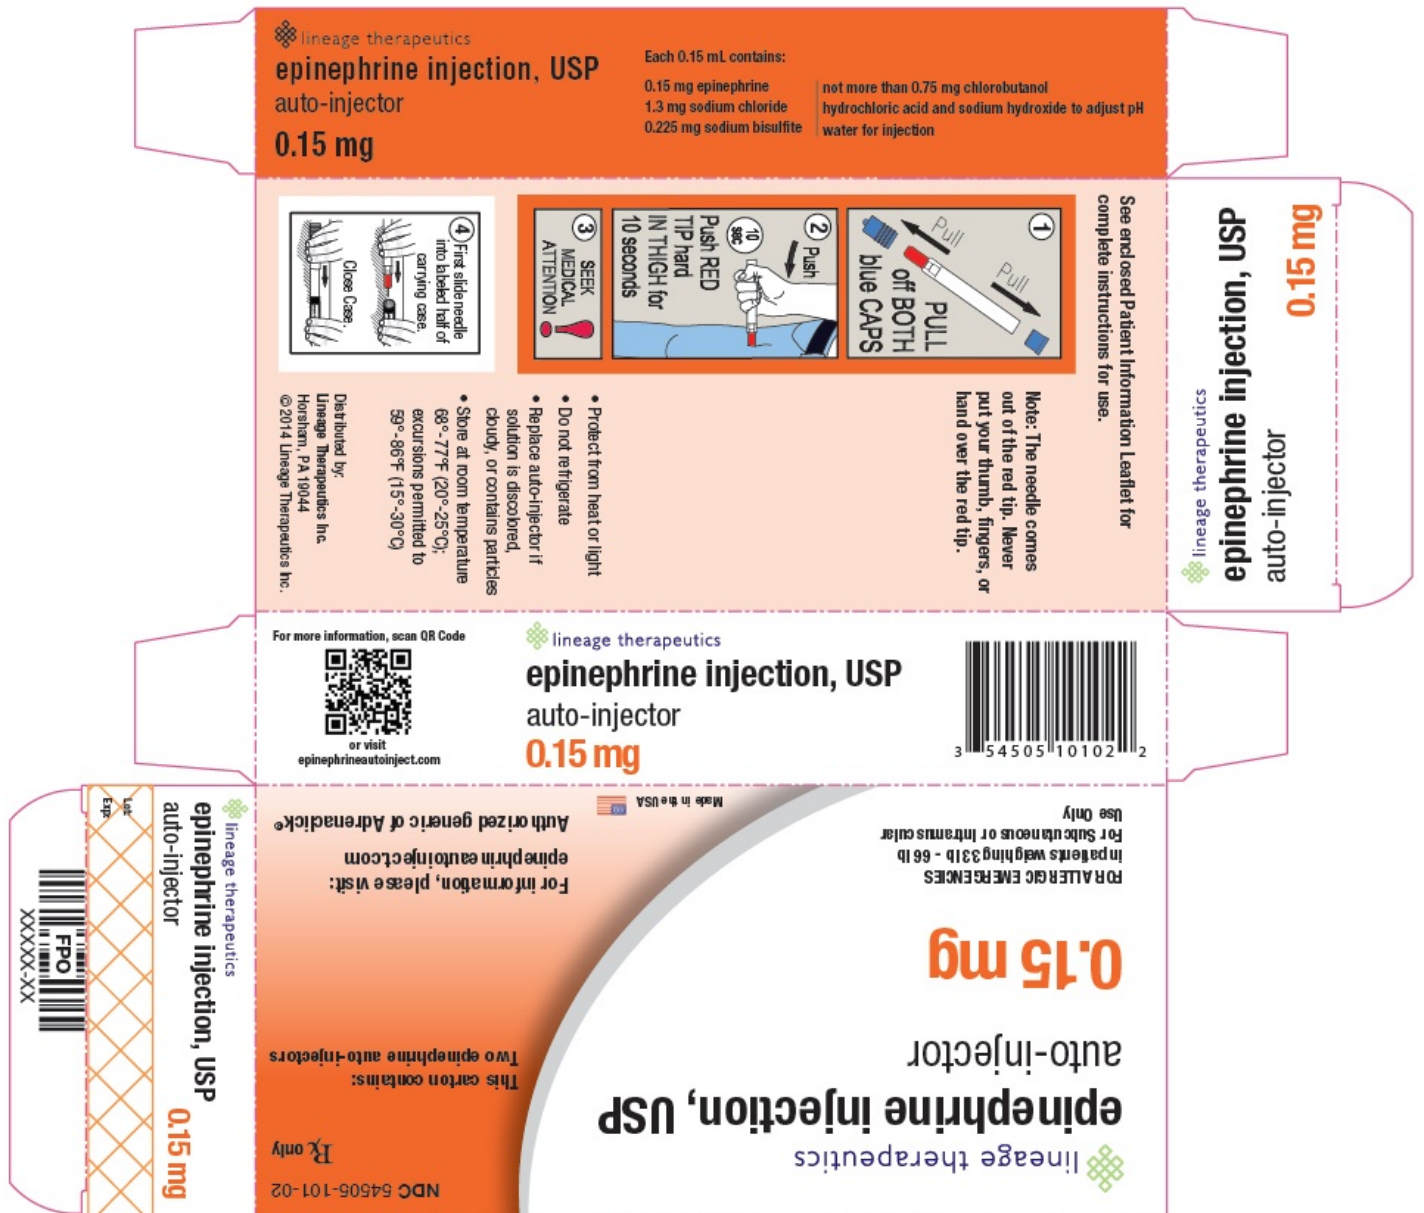 lineage therapeutics
epinephrine injection, USP
auto-injector
0.15 mg
Each 0.15 mL contains:
0.15 mg epinephrine
1.3 mg sodium chloride
0.225 mg sodium bisulfite
not more than 0.75 mg chlorobutanol
hydrochloric acid and sodium hydroxide to adjust pH
water for injection
See enclosed Patient Information Leaflet for
complete instructions for use.
1
Pull
Pull
PULL
off BOTH
blue CAPS
2
Push
10
sec
Push RED
TIP hard
IN THIGH for
10 seconds
3
SEEK
MEDICAL
ATTENTION
4
First slide needle
into labeled half of
carrying case.
Close Case.
Note: The needle comes
out of the red tip. Never
put your thumb, fingers, or
hand over the red tip.
• Protect from heat or light
• Do not refrigerate
• Replace auto-injector if
solution is discolored,
cloudy, or contains particles
• Store at room temperature
68°-77°F (20°-25°C);
excursions permitted to
59°-86°F (15°-30°C)
Distributed by:
Lineage Therapeutics Inc.
Horsham, PA 19044
© 2014 Lineage Therapeutics Inc.
lineage therapeutics
epinephrine injection, USP
auto-injector
0.15 mg
For more information, scan QR Code
or visit
epinephrineautoinject.com
lineage therapeutics
epinephrine injection, USP
auto-injector
0.15 mg
3 54505 10102 2
lineage therapeutics
epinephrine injection, USP
auto-injector
0.15 mg
Lot:
Exp:
FPO
XXXXX-XX
NDC 54505-101-02
Rx only
lineage therapeutics
epinephrine injection, USP
auto-injector
0.15 mg
This carton contains:
Two epinephrine auto-injectors
FOR ALLERGIC EMERGENCIES
in patients weighing 33 lb - 66 lb
For Subcutaneous or Intramuscular
Use Only
For information, please visit:
epinephrineautoinject.com
Authorized generic of Adrenaclick®
Made in the USA